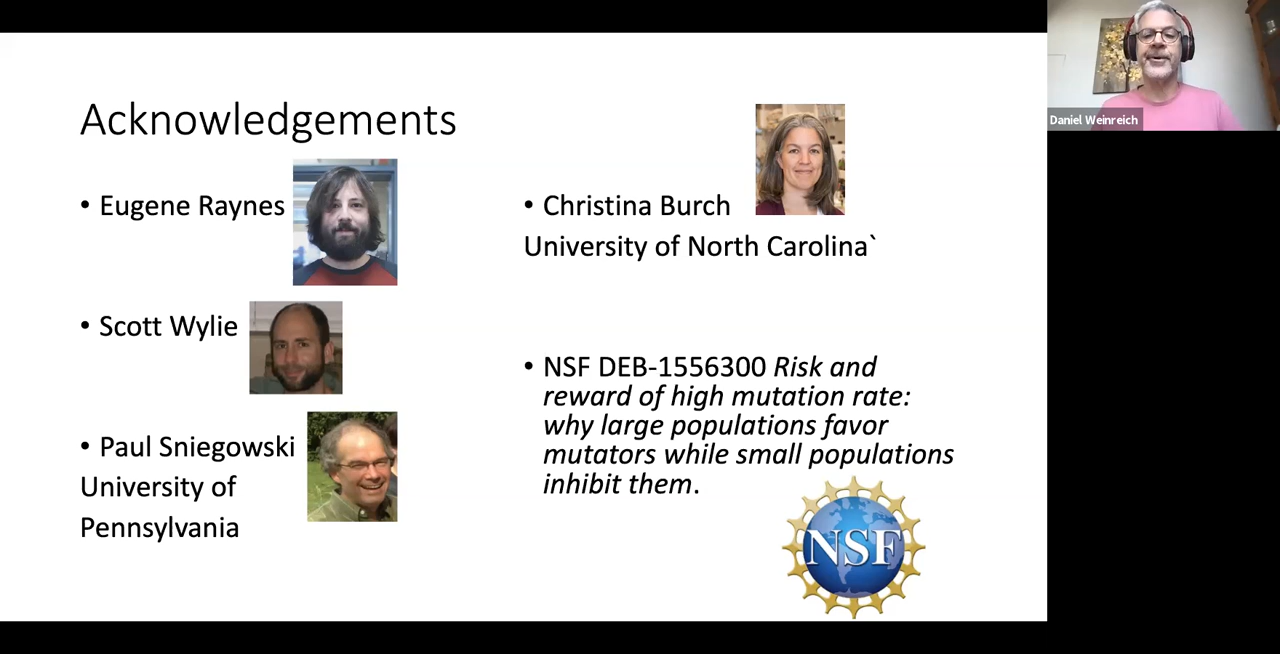 Acknowledgements
• Eugene Raynes
• Scott Wylie
• Paul Sniegowski
University of
Pennsylvania
• Christina Burch
University of North Carolina`
• NSF DEB-1556300 Risk and
reward of high mutation rate:
why large populations favor
mutators while small populations
inhibit them.
NSF
Daniel Weinreich